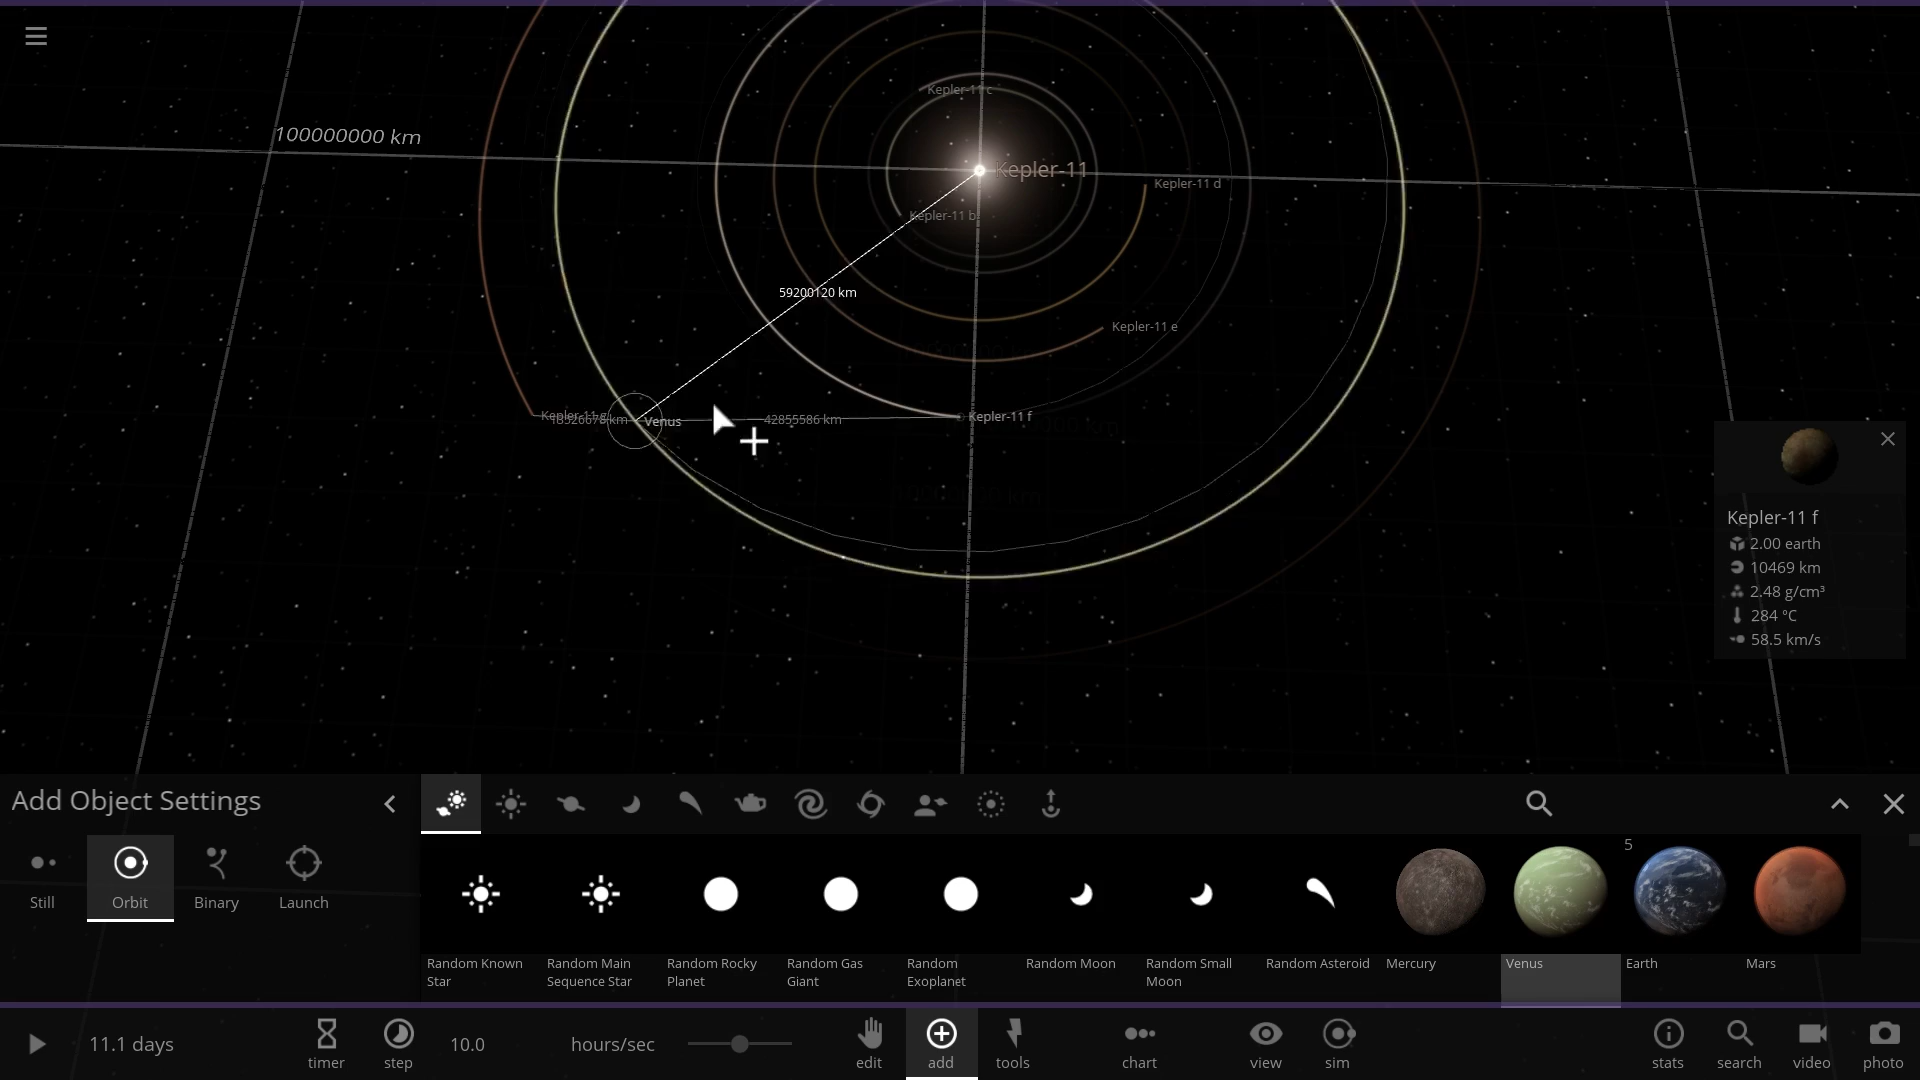 Kepler-11 c
100000000 km
Kepler-11
Kepler-11 d
Kepler-11 b
59200120 km
Kepler-11 e
Kepler-11 g
18526678 km
Venus
42855586 km
Kepler-11 f
Kepler-11 f
2.00 earth
10469 km
2.48 g/cm³
284 °C
58.5 km/s
Add Object Settings
Still
Orbit
Binary
Launch
5
Random Known
Star
Random Main
Sequence Star
Random Rocky
Planet
Random Gas
Giant
Random
Exoplanet
Random Moon
Random Small
Moon
Random Asteroid
Mercury
Venus
Earth
Mars
11.1 days
timer
step
10.0
hours/sec
edit
add
tools
chart
view
sim
stats
search
video
photo